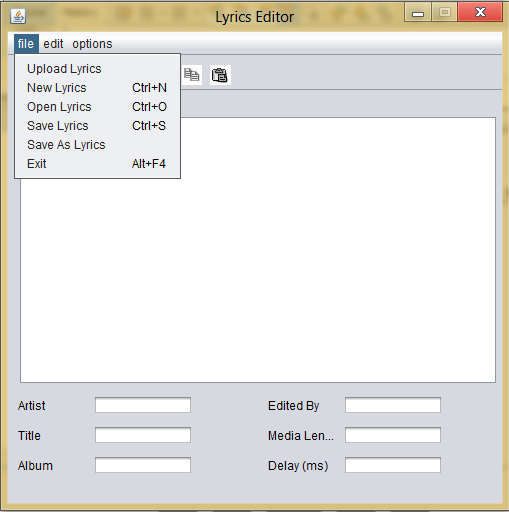 Lyrics Editor
file edit options
Upload Lyrics
New Lyrics Ctrl+N
Open Lyrics Ctrl+O
Save Lyrics Ctrl+S
Save As Lyrics
Exit Alt+F4
Artist Edited By
Title Media Len...
Album Delay (ms)